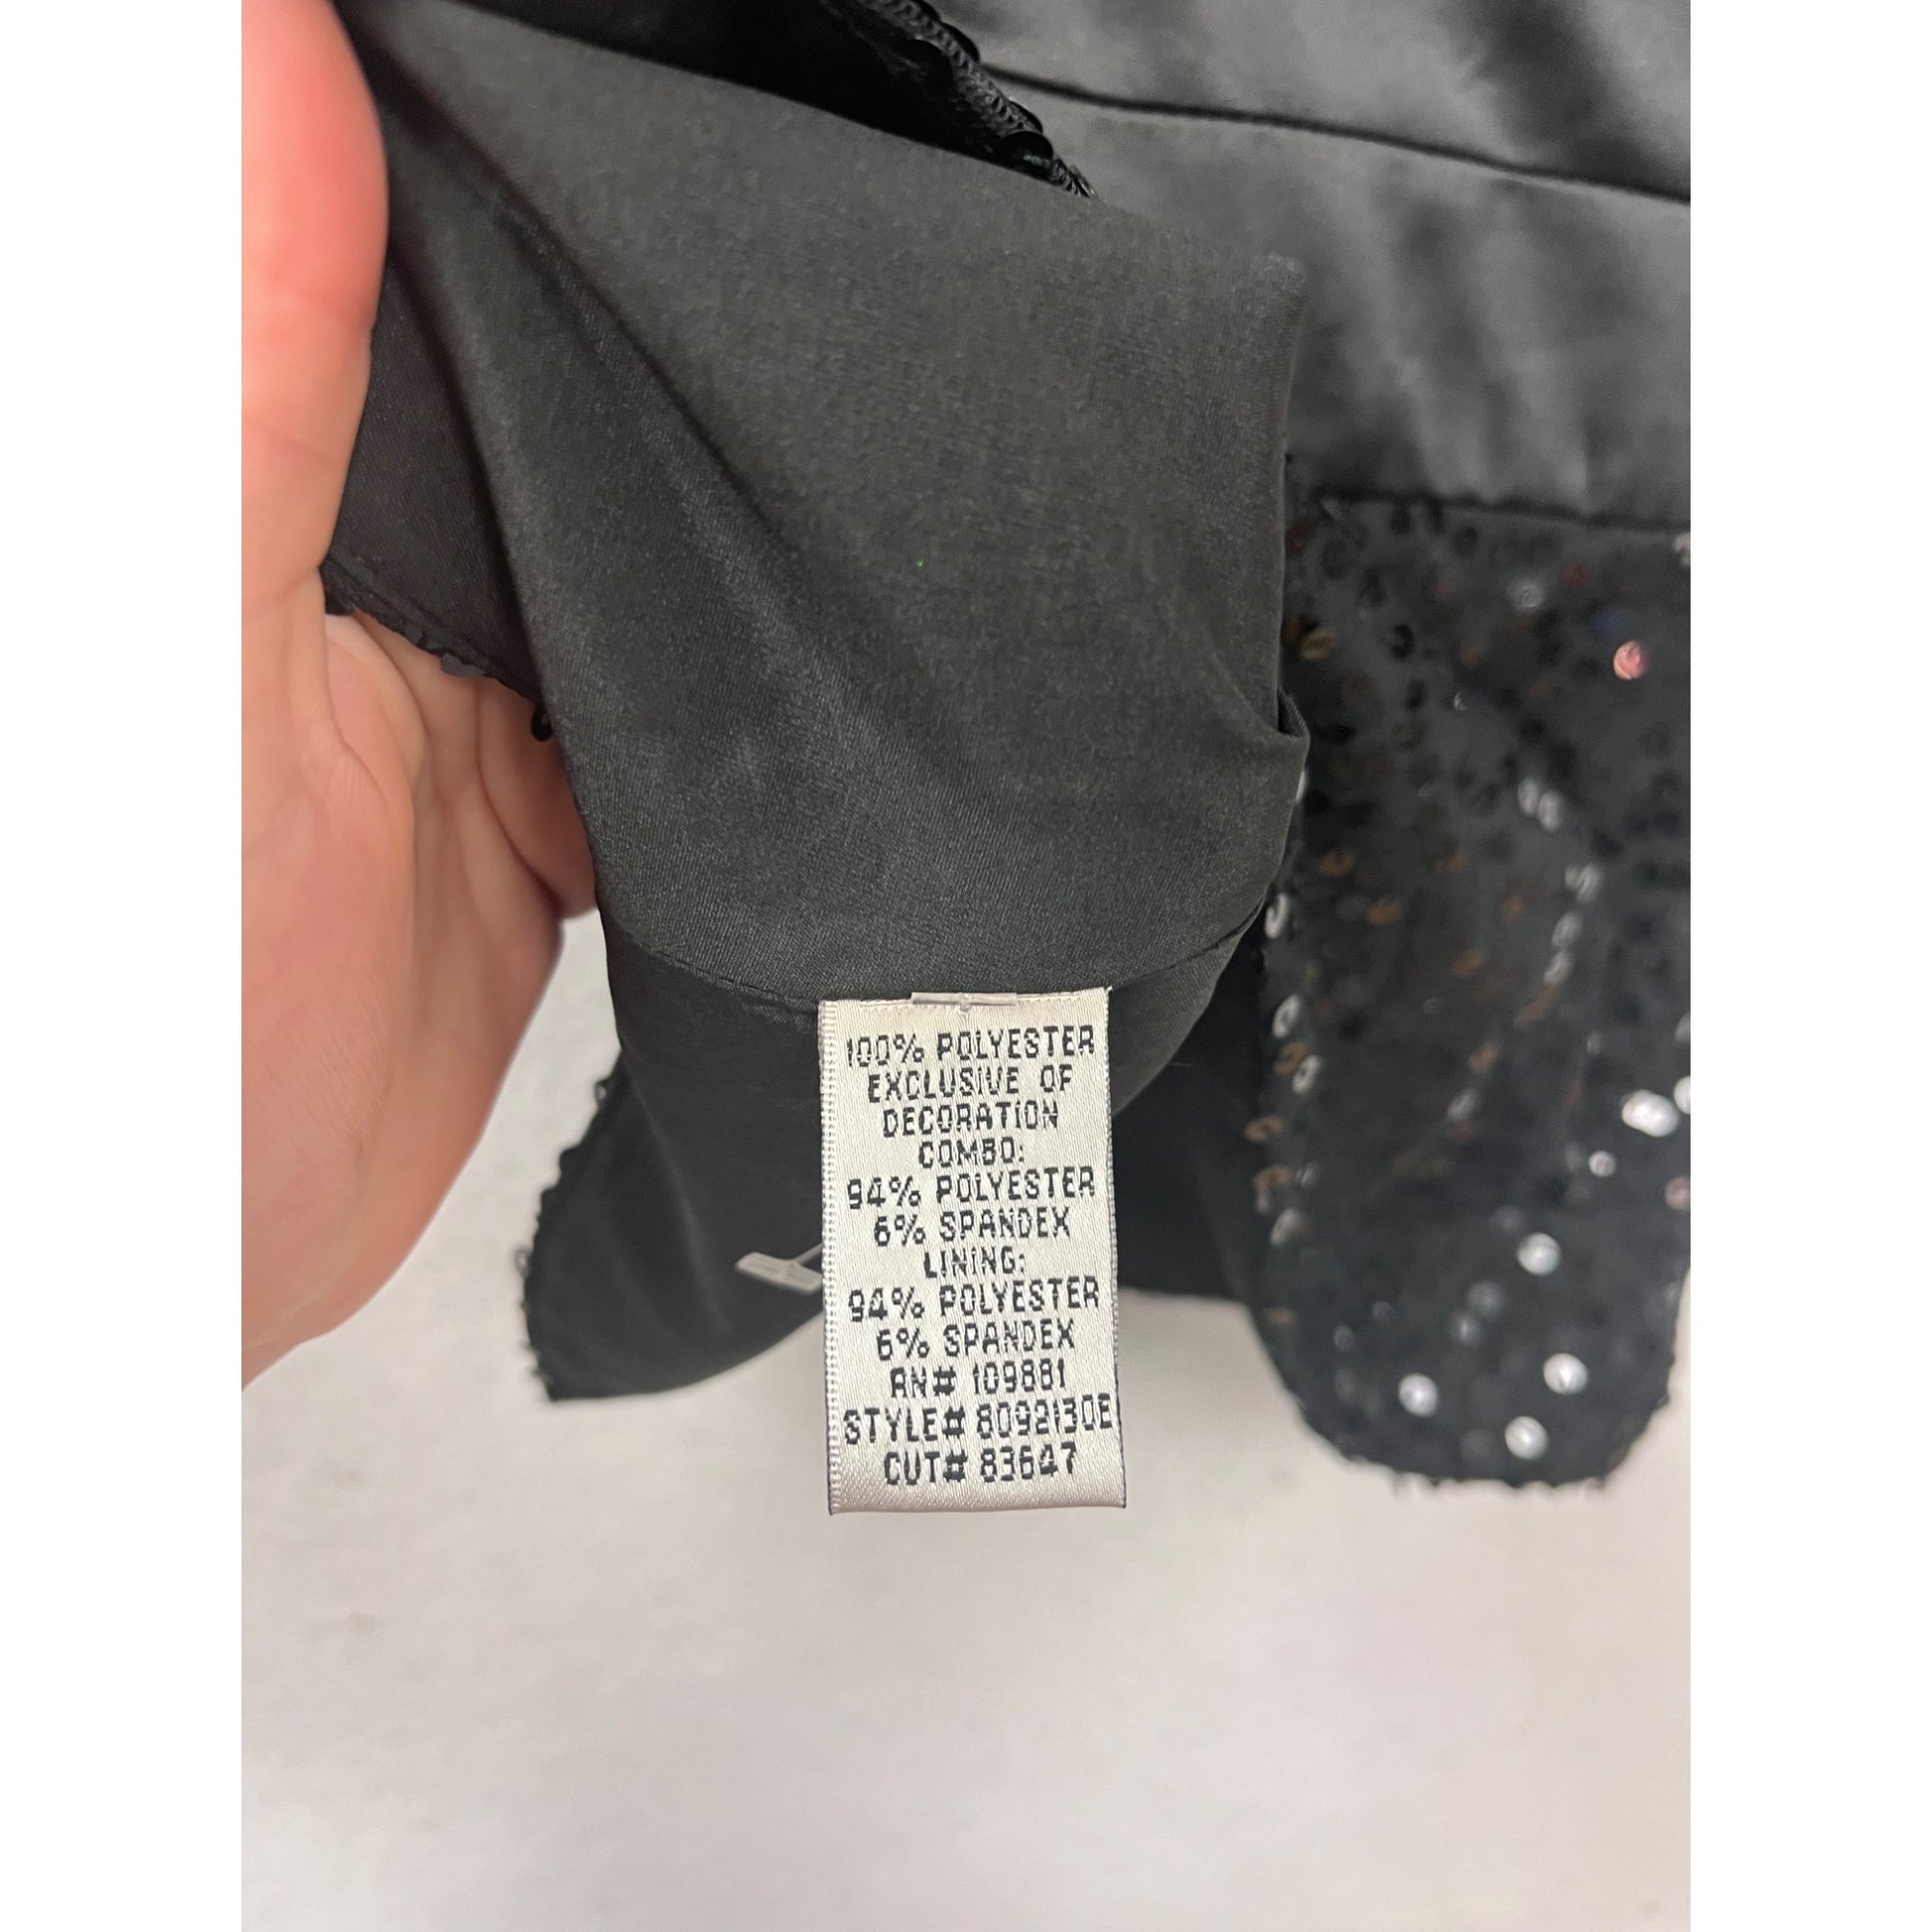 100% POLYESTER
EXCLUSIVE OF
DECORATION
COMBO:
94% POLYESTER
6% SPANDEX
LINING:
94% POLYESTER
6% SPANDEX
RN# 109881
STYLE# 8092130E
CUT# 83647